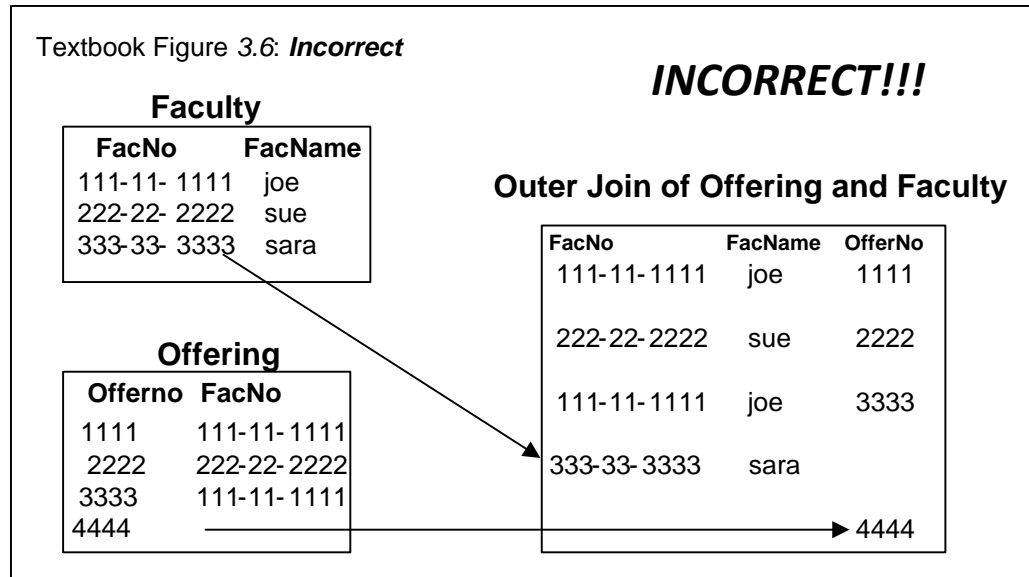 Textbook Figure 3.6: Incorrect
INCORRECT!!!
Faculty
FacNo FacName
111-11- 1111 joe
222-22- 2222 sue
333-33- 3333 sara
Offering
Offerno FacNo
1111 111-11-1111
2222 222-22-2222
3333 111-11-1111
4444
Outer Join of Offering and Faculty
FacNo FacName OfferNo
111-11-1111 joe 1111
222-22-2222 sue 2222
111-11-1111 joe 3333
333-33-3333 sara
4444